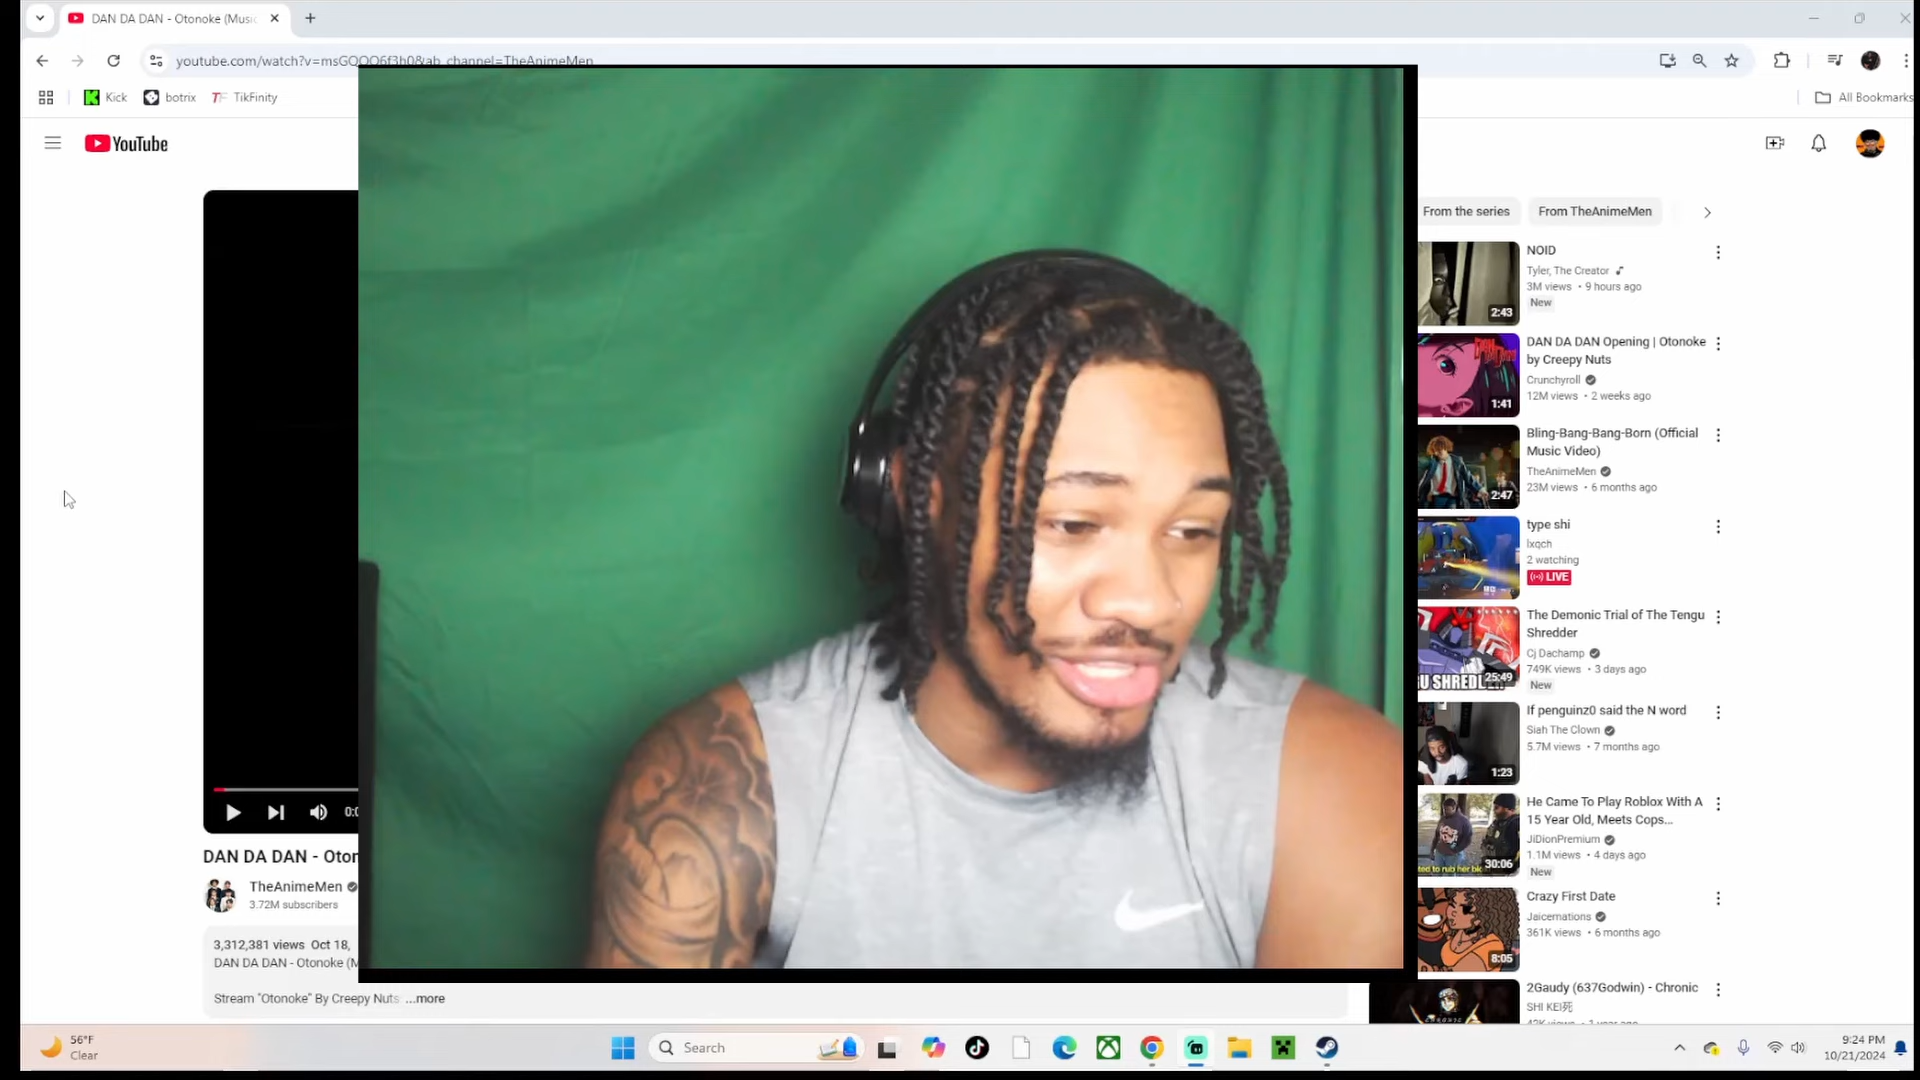 DAN DA DAN - Otonoke (Music
youtube.com/watch?v=msGQQO6f3h0&ab_channel=TheAnimeMen
Kick
botrix
TikFinity
All Bookmarks
YouTube
From the series
From TheAnimeMen
NOID
Tyler, The Creator
3M views • 9 hours ago
New
2:43
DAN DA DAN Opening | Otonoke
by Creepy Nuts
Crunchyroll
12M views • 2 weeks ago
1:41
Bling-Bang-Bang-Born (Official
Music Video)
TheAnimeMen
23M views • 6 months ago
2:47
type shi
lxqch
2 watching
LIVE
The Demonic Trial of The Tengu
Shredder
Cj Dachamp
749K views • 3 days ago
New
U SHREDL
25:49
If penguinz0 said the N word
Siah The Clown
5.7M views • 7 months ago
1:23
He Came To Play Roblox With A
15 Year Old, Meets Cops...
JiDionPremium
1.1M views • 4 days ago
New
30:06
Crazy First Date
Jaicernations
361K views • 6 months ago
8:05
2Gaudy (637Godwin) - Chronic
SHI KEI死
DAN DA DAN - Oton
TheAnimeMen
3.72M subscribers
3,312,381 views Oct 18,
DAN DA DAN - Otonoke (M
Stream "Otonoke" By Creepy Nuts ...more
56°F
Clear
Search
9:24 PM
10/21/2024